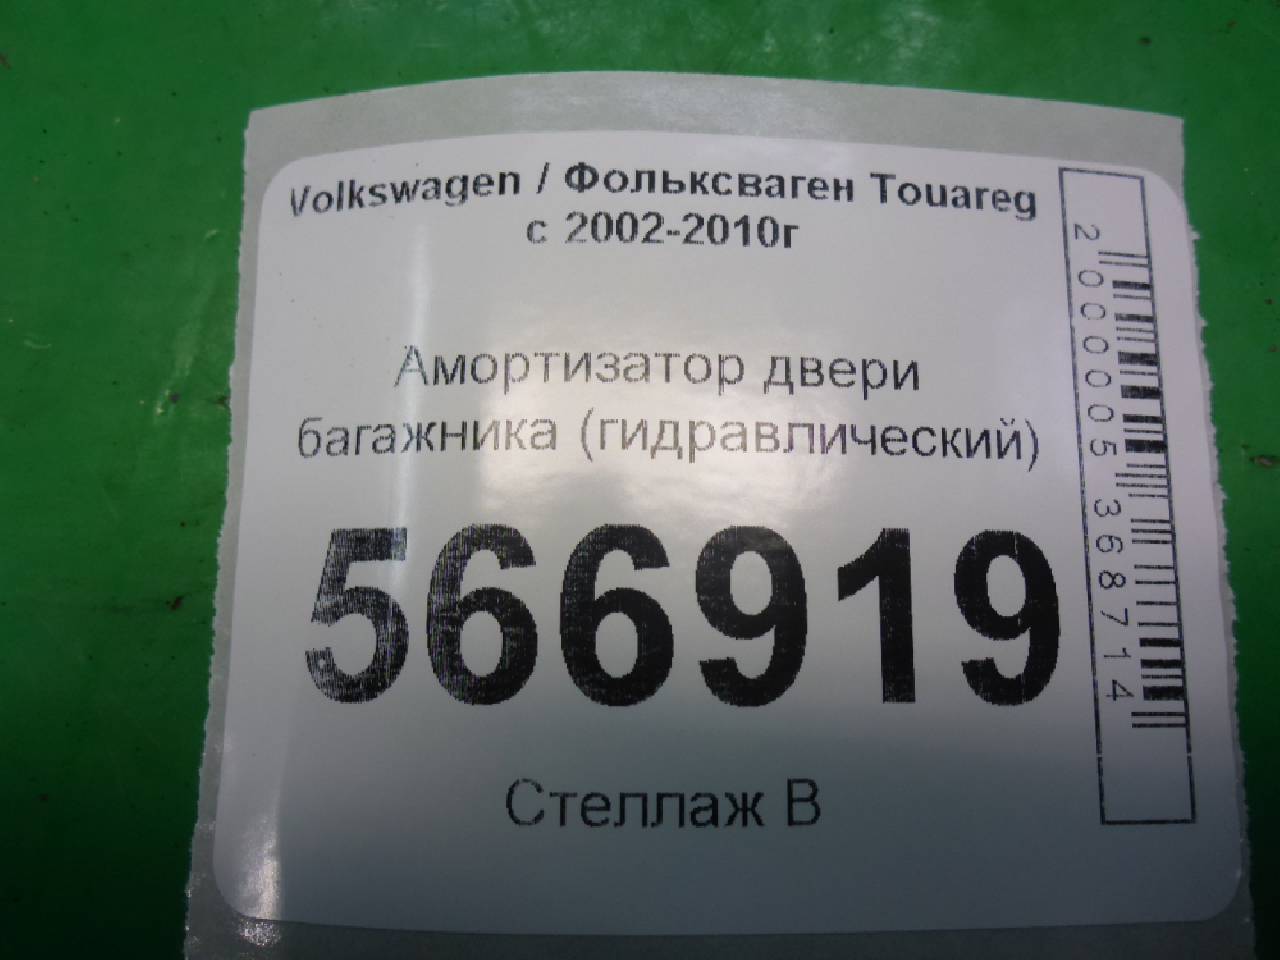 Volkswagen / Фольксваген Touareg
с 2002-2010г
Амортизатор двери
багажника (гидравлический)
566919
Стеллаж В
2000005368714